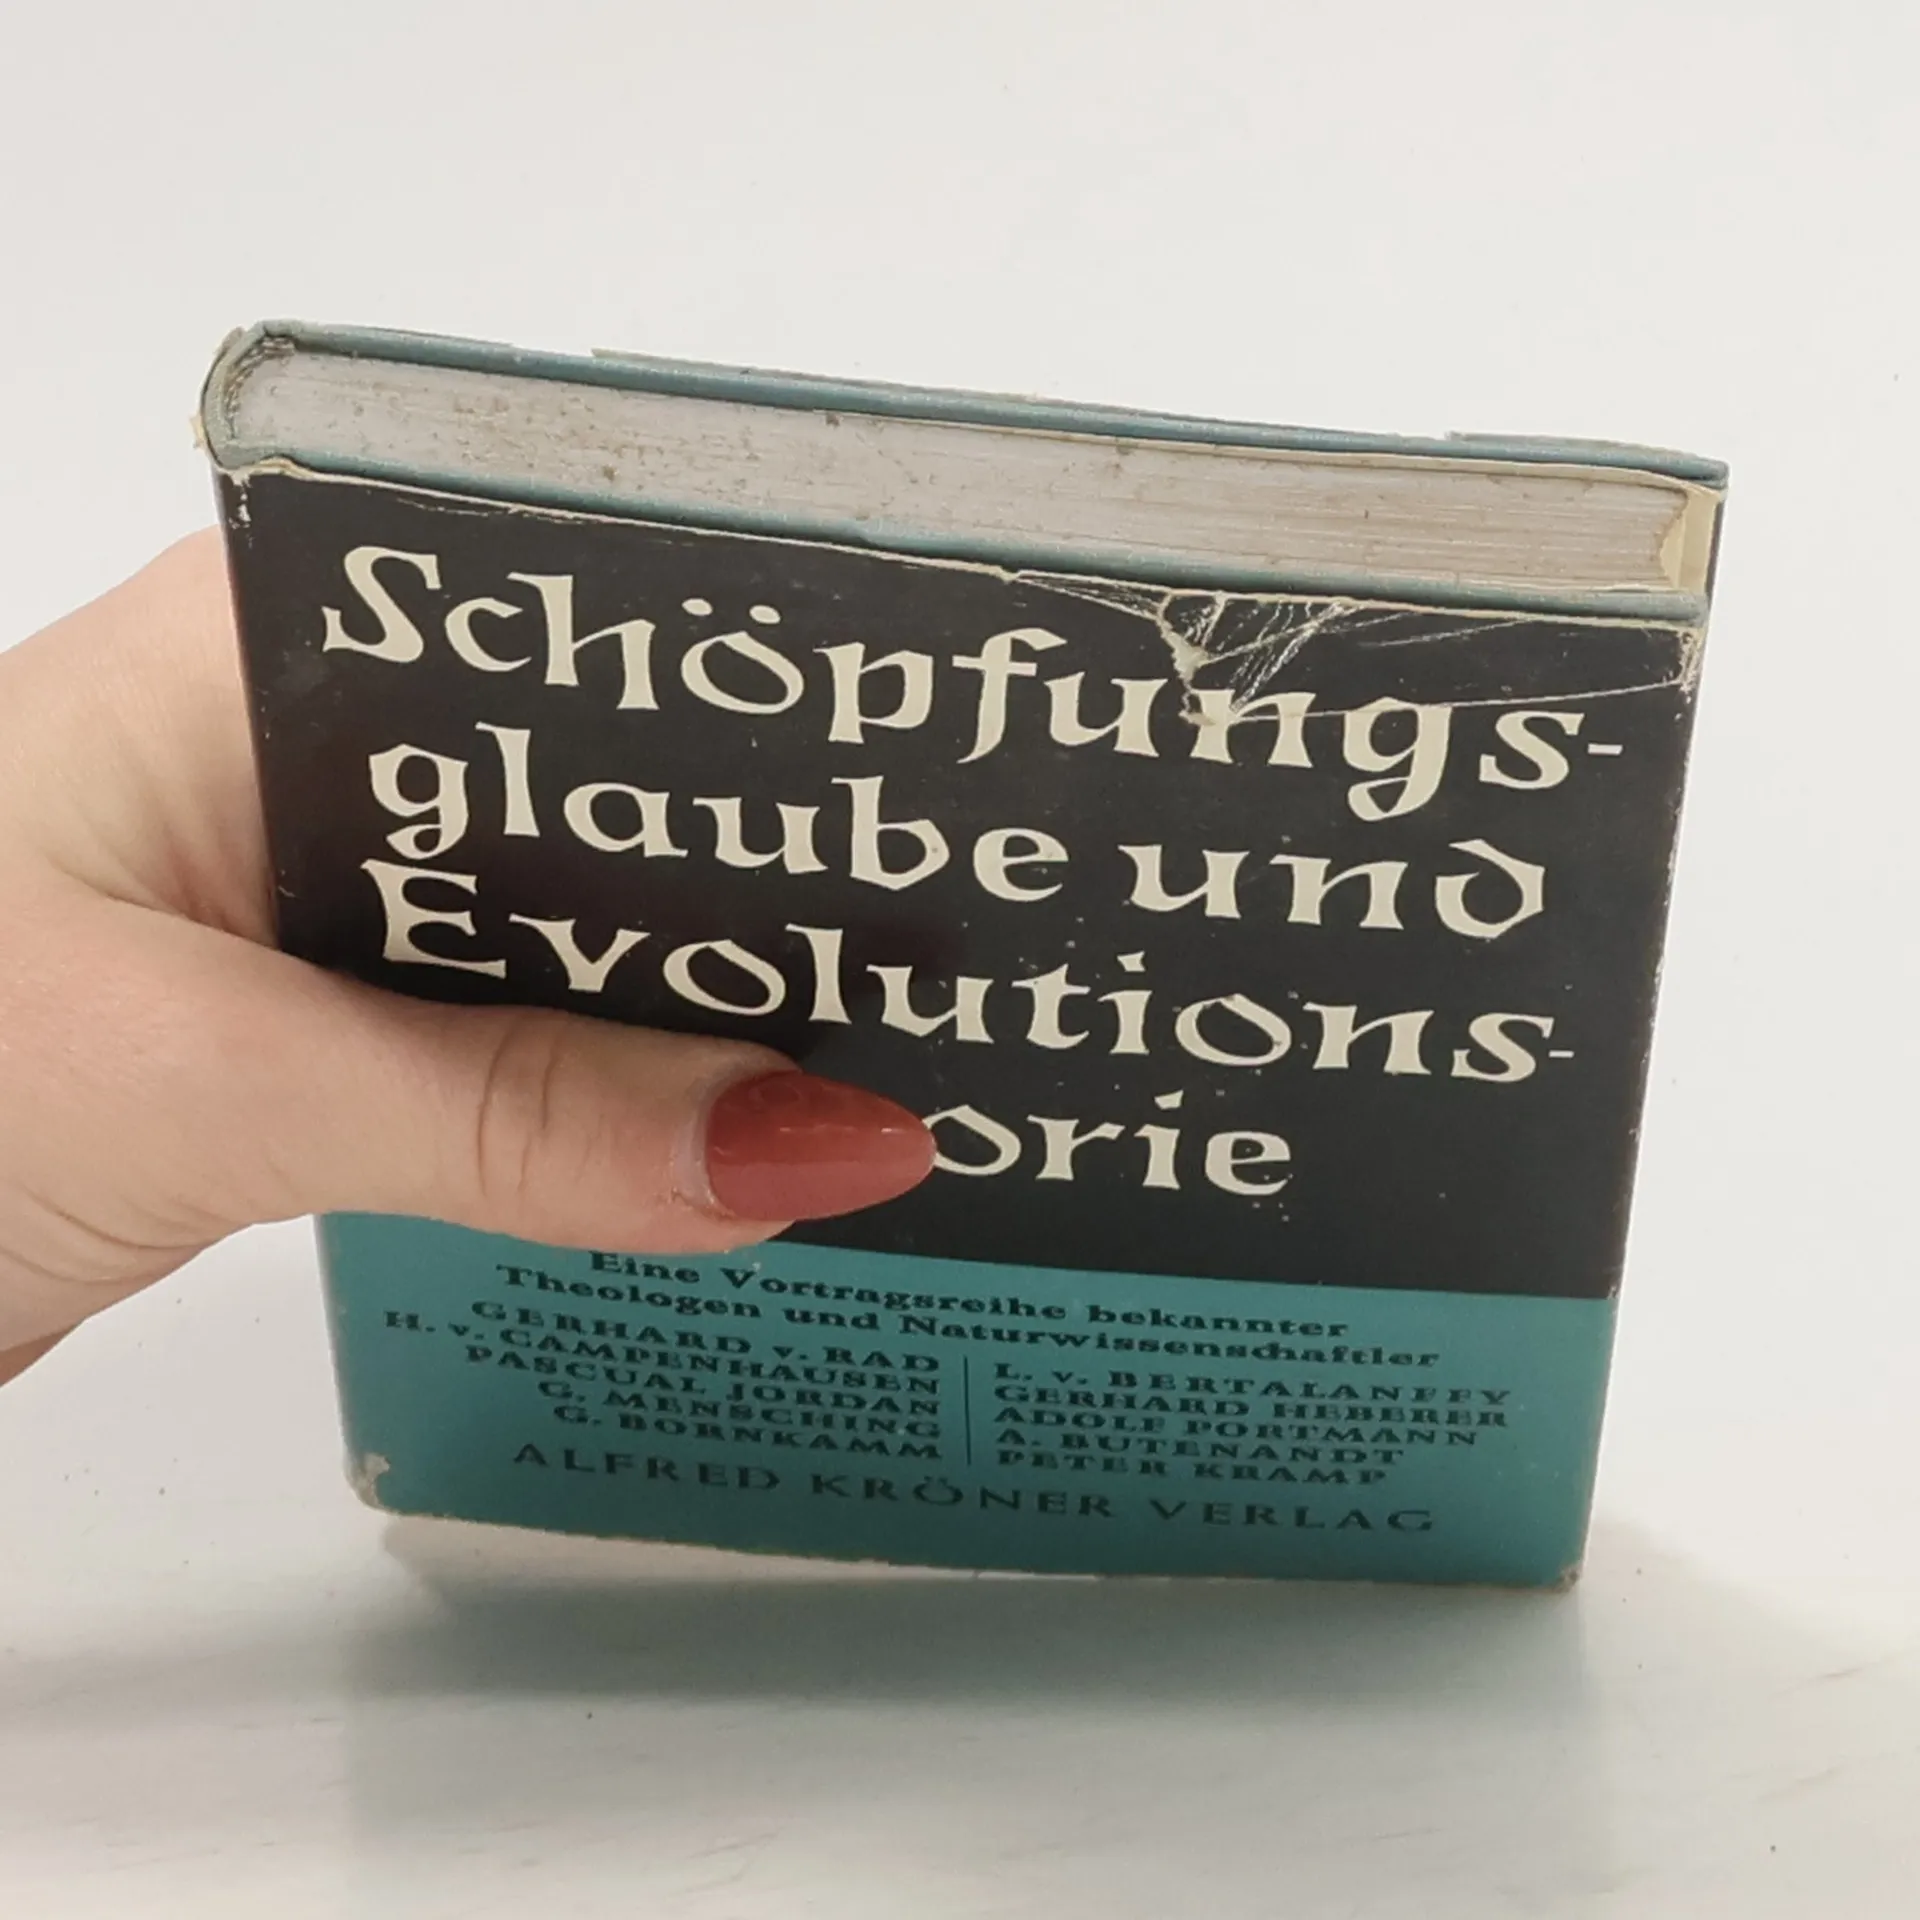 Schöpfungs-
glaube und
Evolutions-
orie
Eine Vortragsreihe bekannter
Theologen und Naturwissenschaftler
GERHARD v. RAD
H. v. CAMPENHAUSEN
PASCUAL JORDAN
G. MENSCHING
G. BORNKAMM
L. v. BERTALANFFY
GERHARD HEBERER
ADOLF PORTMANN
A. BUTENANDT
PETER KRAMP
ALFRED KRÖNER VERLAG